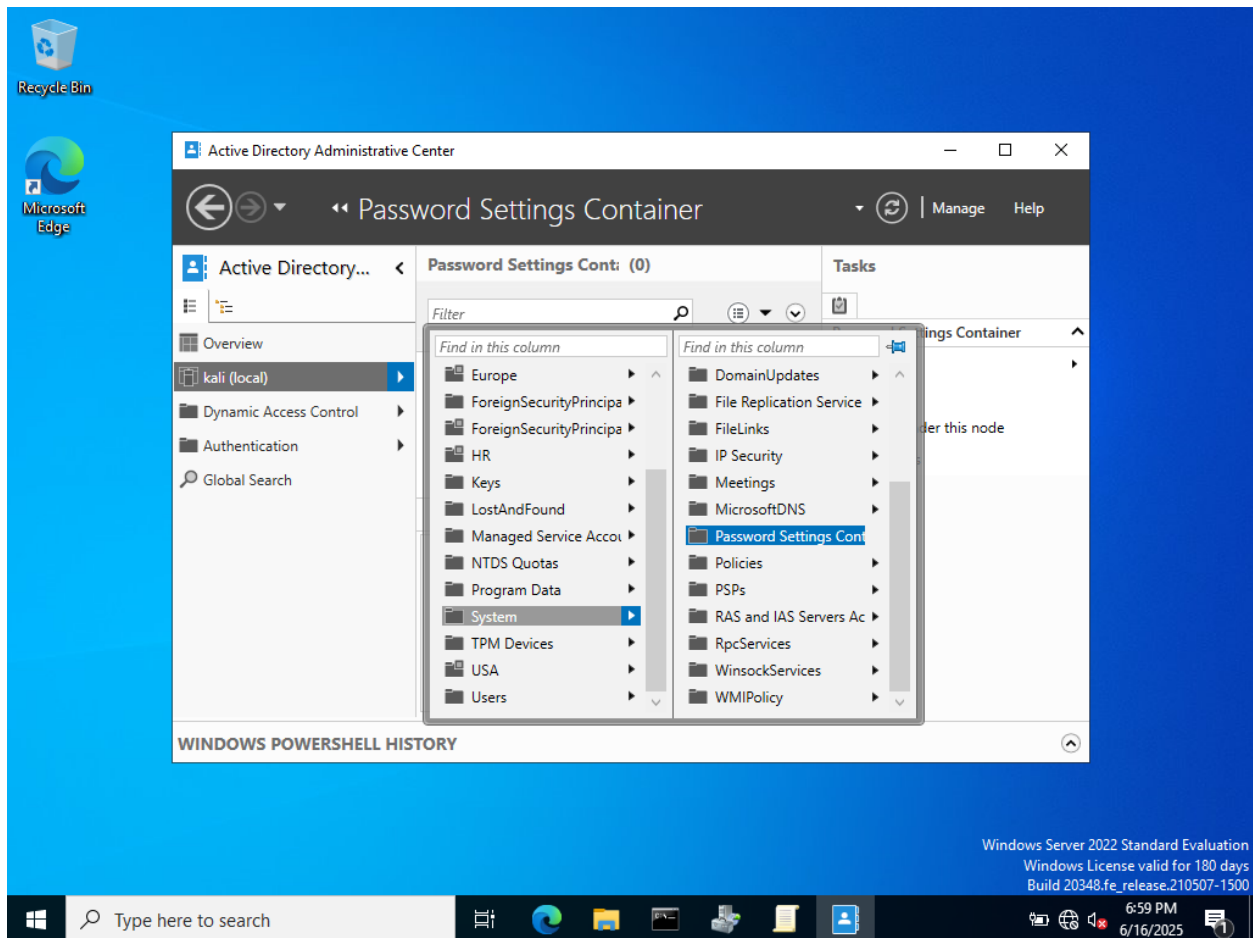 Recycle Bin
Microsoft
Edge
Active Directory Administrative Center
Password Settings Container
Manage
Help
Active Directory...
Password Settings Cont (0)
Tasks
Filter
Overview
kali (local)
Dynamic Access Control
Authentication
Global Search
Find in this column
Europe
ForeignSecurityPrincipa
ForeignSecurityPrincipa
HR
Keys
LostAndFound
Managed Service Accou
NTDS Quotas
Program Data
System
TPM Devices
USA
Users
Find in this column
DomainUpdates
File Replication Service
FileLinks
IP Security
Meetings
MicrosoftDNS
Password Settings Cont
Policies
PSPs
RAS and IAS Servers Ac
RpcServices
WinsockServices
WMIPolicy
tings Container
der this node
WINDOWS POWERSHELL HISTORY
Windows Server 2022 Standard Evaluation
Windows License valid for 180 days
Build 20348.fe_release.210507-1500
Type here to search
6:59 PM
6/16/2025
1